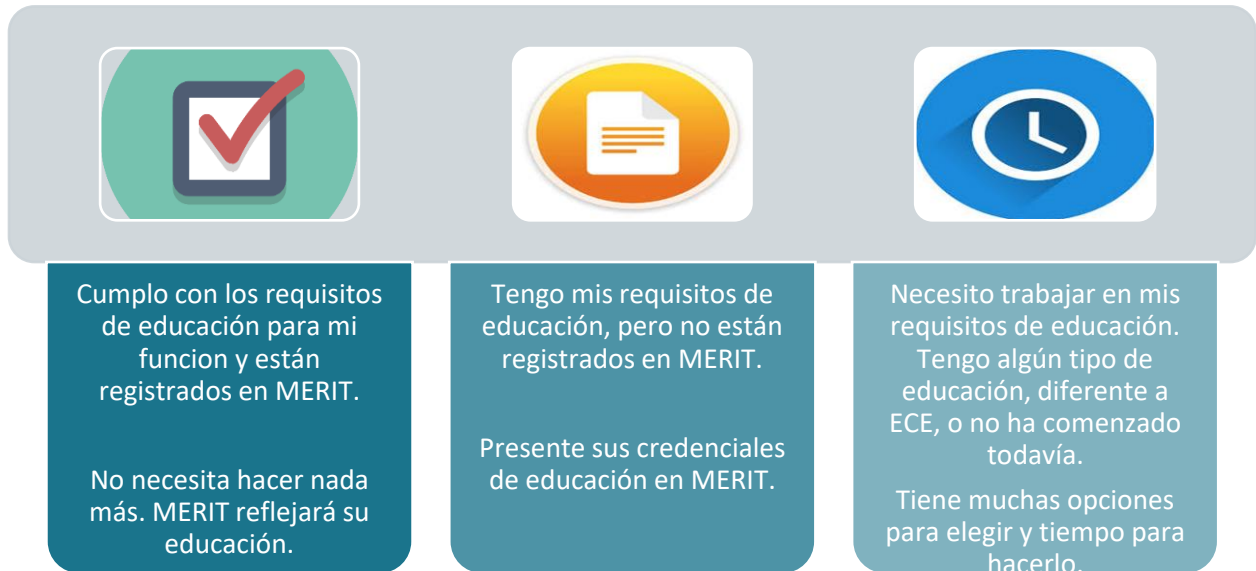 Cumplo con los requisitos
de educación para mi
funcion y están
registrados en MERIT.
No necesita hacer nada
más. MERIT reflejará su
educación.
Tengo mis requisitos de
educación, pero no están
registrados en MERIT.
Presente sus credenciales
de educación en MERIT.
Necesito trabajar en mis
requisitos de educación.
Tengo algún tipo de
educación, diferente a
ECE, o no ha comenzado
todavía.
Tiene muchas opciones
para elegir y tiempo para
hacerlo.